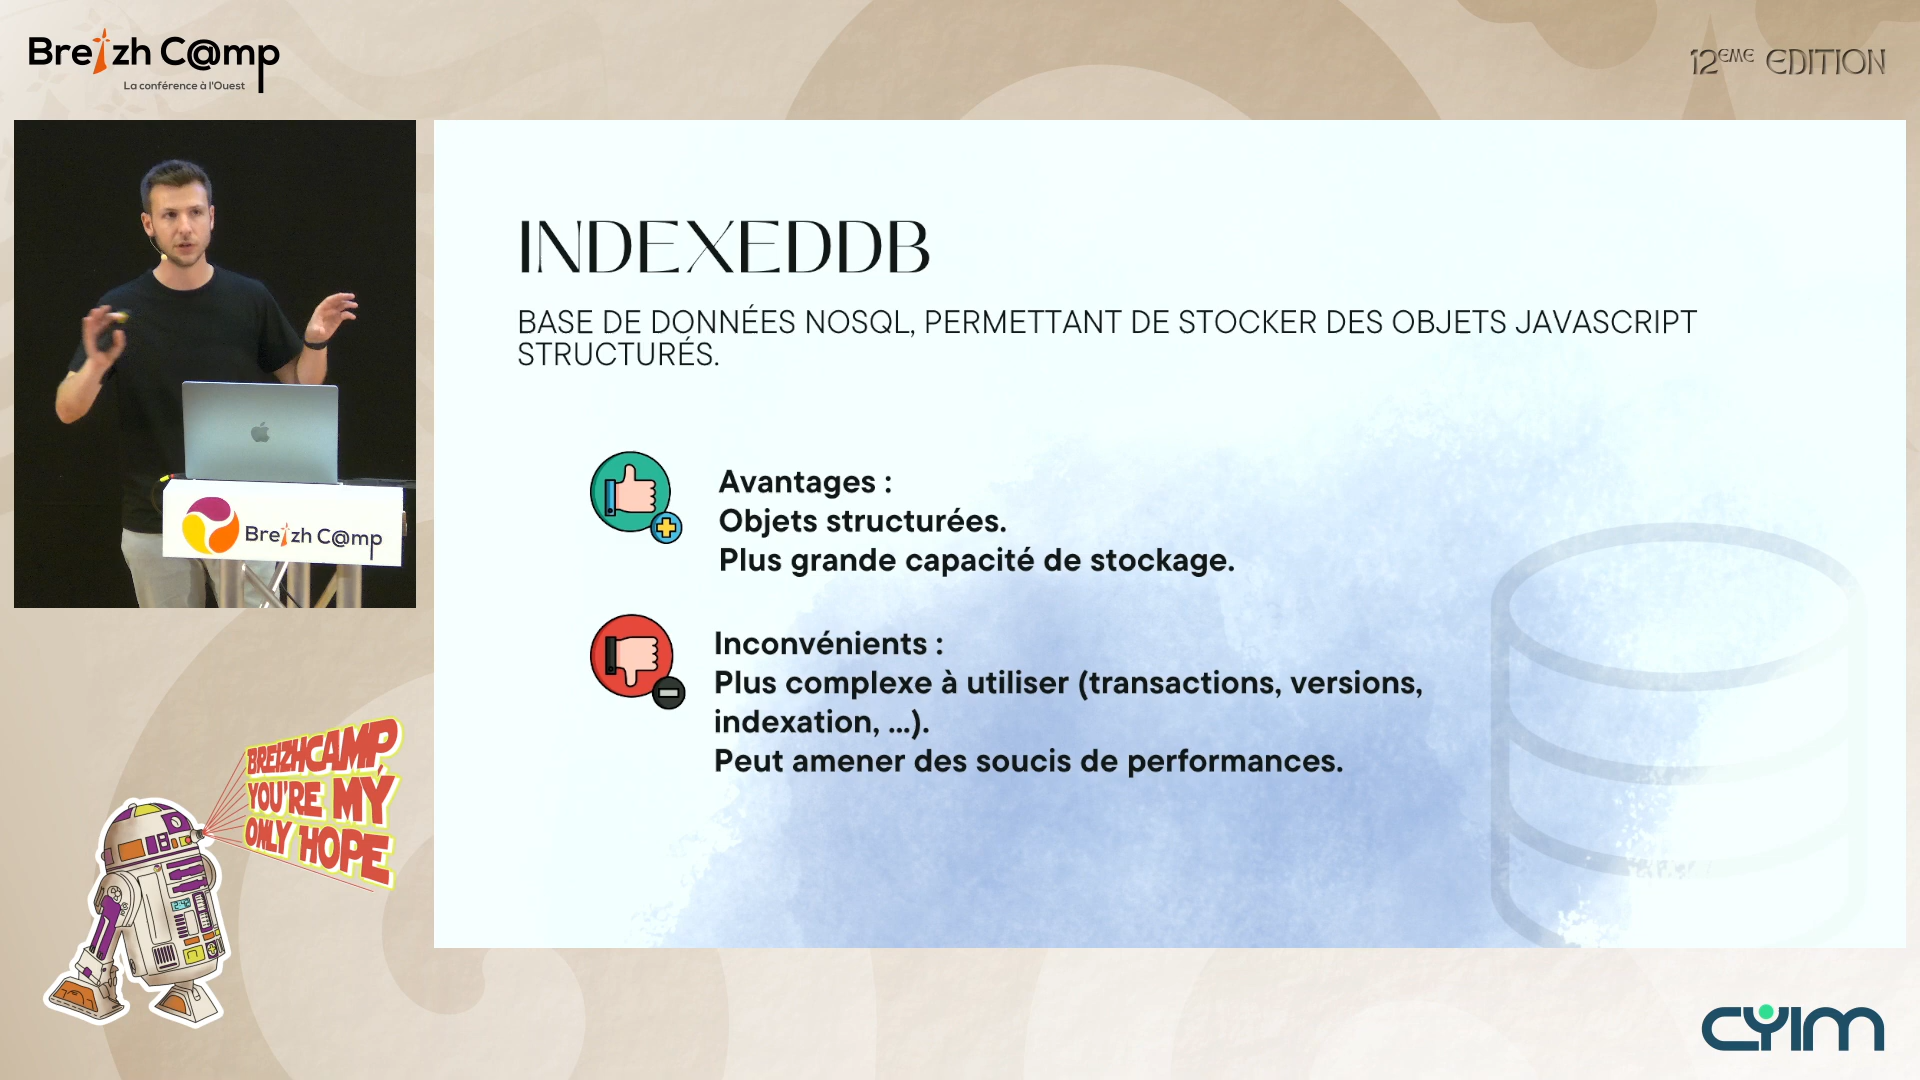 Breizh C@mp
La conférence à l'Ouest
12EME EDITION
INDEXEDDB
BASE DE DONNÉES NOSQL, PERMETTANT DE STOCKER DES OBJETS JAVASCRIPT
STRUCTURÉS.
Avantages :
Objets structurées.
Plus grande capacité de stockage.
Inconvénients :
Plus complexe à utiliser (transactions, versions,
indexation, ...).
Peut amener des soucis de performances.
Breizh C@mp
BREIZHCAMP,
YOU'RE MY
ONLY HOPE
CYIM